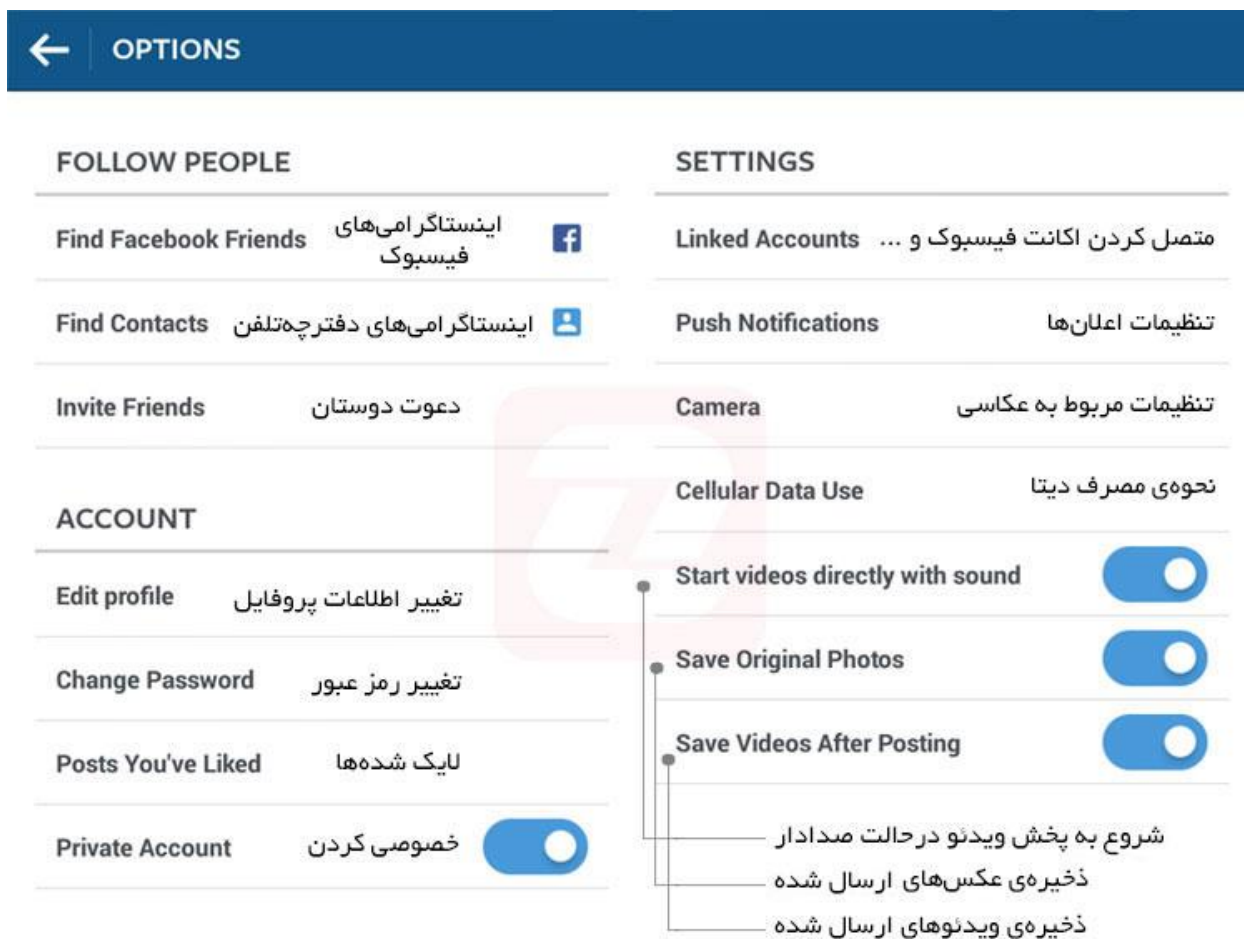 OPTIONS
FOLLOW PEOPLE
Find Facebook Friends اینستاگرامی‌های
فیسبوک
Find Contacts اینستاگرامی‌های دفترچه‌تلفن
Invite Friends دعوت دوستان
ACCOUNT
Edit profile تغییر اطلاعات پروفایل
Change Password تغییر رمز عبور
Posts You've Liked لایک شده‌ها
Private Account خصوصی کردن
SETTINGS
Linked Accounts متصل کردن اکانت فیسبوک و ...
Push Notifications تنظیمات اعلان‌ها
Camera تنظیمات مربوط به عکاسی
Cellular Data Use نحوه‌ی مصرف دیتا
Start videos directly with sound
Save Original Photos
Save Videos After Posting
شروع به پخش ویدئو درحالت صدادار
ذخیره‌ی عکس‌های ارسال شده
ذخیره‌ی ویدئوهای ارسال شده